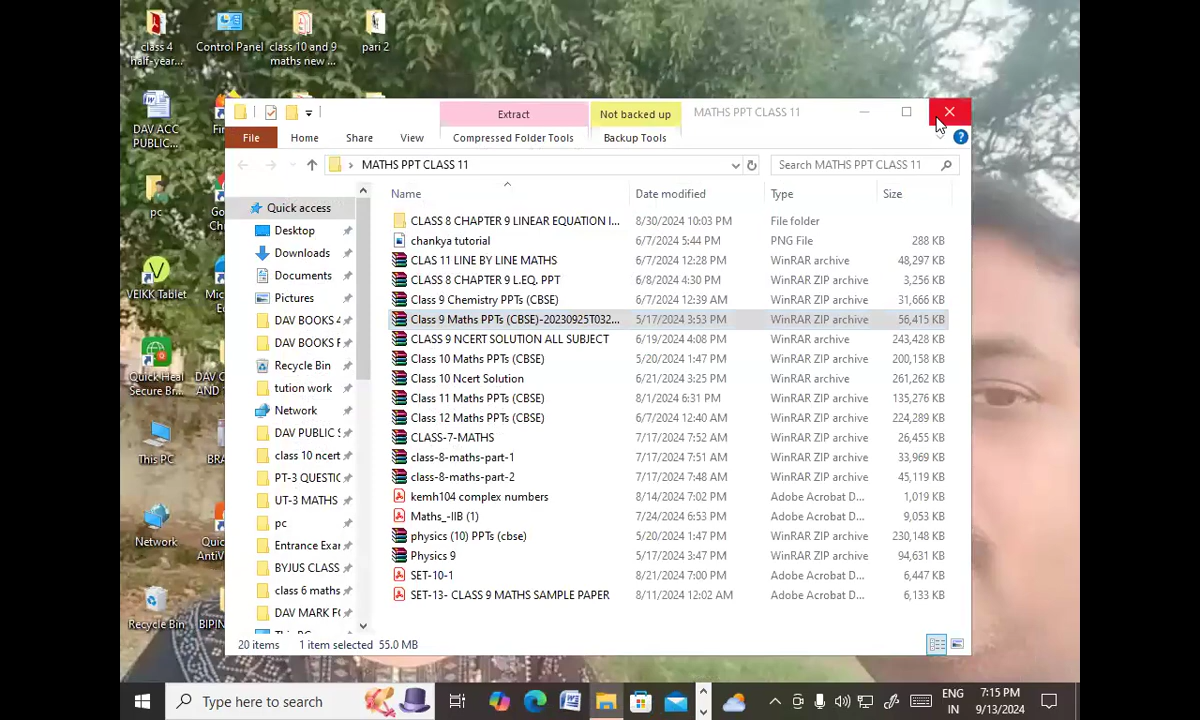 class 4
half-year...
Control Panel
class 10 and 9
maths new ...
pari 2
Extract
Not backed up
MATHS PPT CLASS 11
File
Home
Share
View
Compressed Folder Tools
Backup Tools
MATHS PPT CLASS 11
Search MATHS PPT CLASS 11
Name
Date modified
Type
Size
CLASS 8 CHAPTER 9 LINEAR EQUATION I... 8/30/2024 10:03 PM File folder
chankya tutorial 6/7/2024 5:44 PM PNG File 288 KB
CLAS 11 LINE BY LINE MATHS 6/7/2024 12:28 PM WinRAR archive 48,297 KB
CLASS 8 CHAPTER 9 L.EQ. PPT 6/8/2024 4:30 PM WinRAR ZIP archive 3,256 KB
Class 9 Chemistry PPTs (CBSE) 6/7/2024 12:39 AM WinRAR ZIP archive 31,666 KB
Class 9 Maths PPTs (CBSE)-20230925T032... 5/17/2024 3:53 PM WinRAR ZIP archive 56,415 KB
CLASS 9 NCERT SOLUTION ALL SUBJECT 6/19/2024 4:08 PM WinRAR archive 243,428 KB
Class 10 Maths PPTs (CBSE) 5/20/2024 1:47 PM WinRAR ZIP archive 200,158 KB
Class 10 Ncert Solution 6/21/2024 3:25 PM WinRAR archive 261,262 KB
Class 11 Maths PPTs (CBSE) 8/1/2024 6:31 PM WinRAR ZIP archive 135,276 KB
Class 12 Maths PPTs (CBSE) 6/7/2024 12:40 AM WinRAR ZIP archive 224,289 KB
CLASS-7-MATHS 7/17/2024 7:52 AM WinRAR ZIP archive 26,455 KB
class-8-maths-part-1 7/17/2024 7:51 AM WinRAR ZIP archive 33,969 KB
class-8-maths-part-2 7/17/2024 7:48 AM WinRAR ZIP archive 45,119 KB
kemh104 complex numbers 8/14/2024 7:02 PM Adobe Acrobat D... 1,019 KB
Maths_-IIB (1) 7/24/2024 6:53 PM Adobe Acrobat D... 9,053 KB
physics (10) PPTs (cbse) 5/20/2024 1:47 PM WinRAR ZIP archive 230,148 KB
Physics 9 5/17/2024 3:47 PM WinRAR ZIP archive 94,631 KB
SET-10-1 8/21/2024 7:00 PM Adobe Acrobat D... 6,447 KB
SET-13- CLASS 9 MATHS SAMPLE PAPER 8/11/2024 12:02 AM Adobe Acrobat D... 6,133 KB
Quick access
Desktop
Downloads
Documents
Pictures
DAV BOOKS
DAV BOOKS
Recycle Bin
tution work
Network
DAV PUBLIC
class 10 ncert
PT-3
UT-3 MATHS
pc
Entrance
BYJUS CLASS
class 6 maths
DAV MARK
20 items 1 item selected 55.0 MB
DAV ACC
PUBLIC...
pc
VEIKK Tablet
Quick Heal
Secure Br...
This PC
Network
Recycle Bin
Type here to search
ENG
IN
7:15 PM
9/13/2024